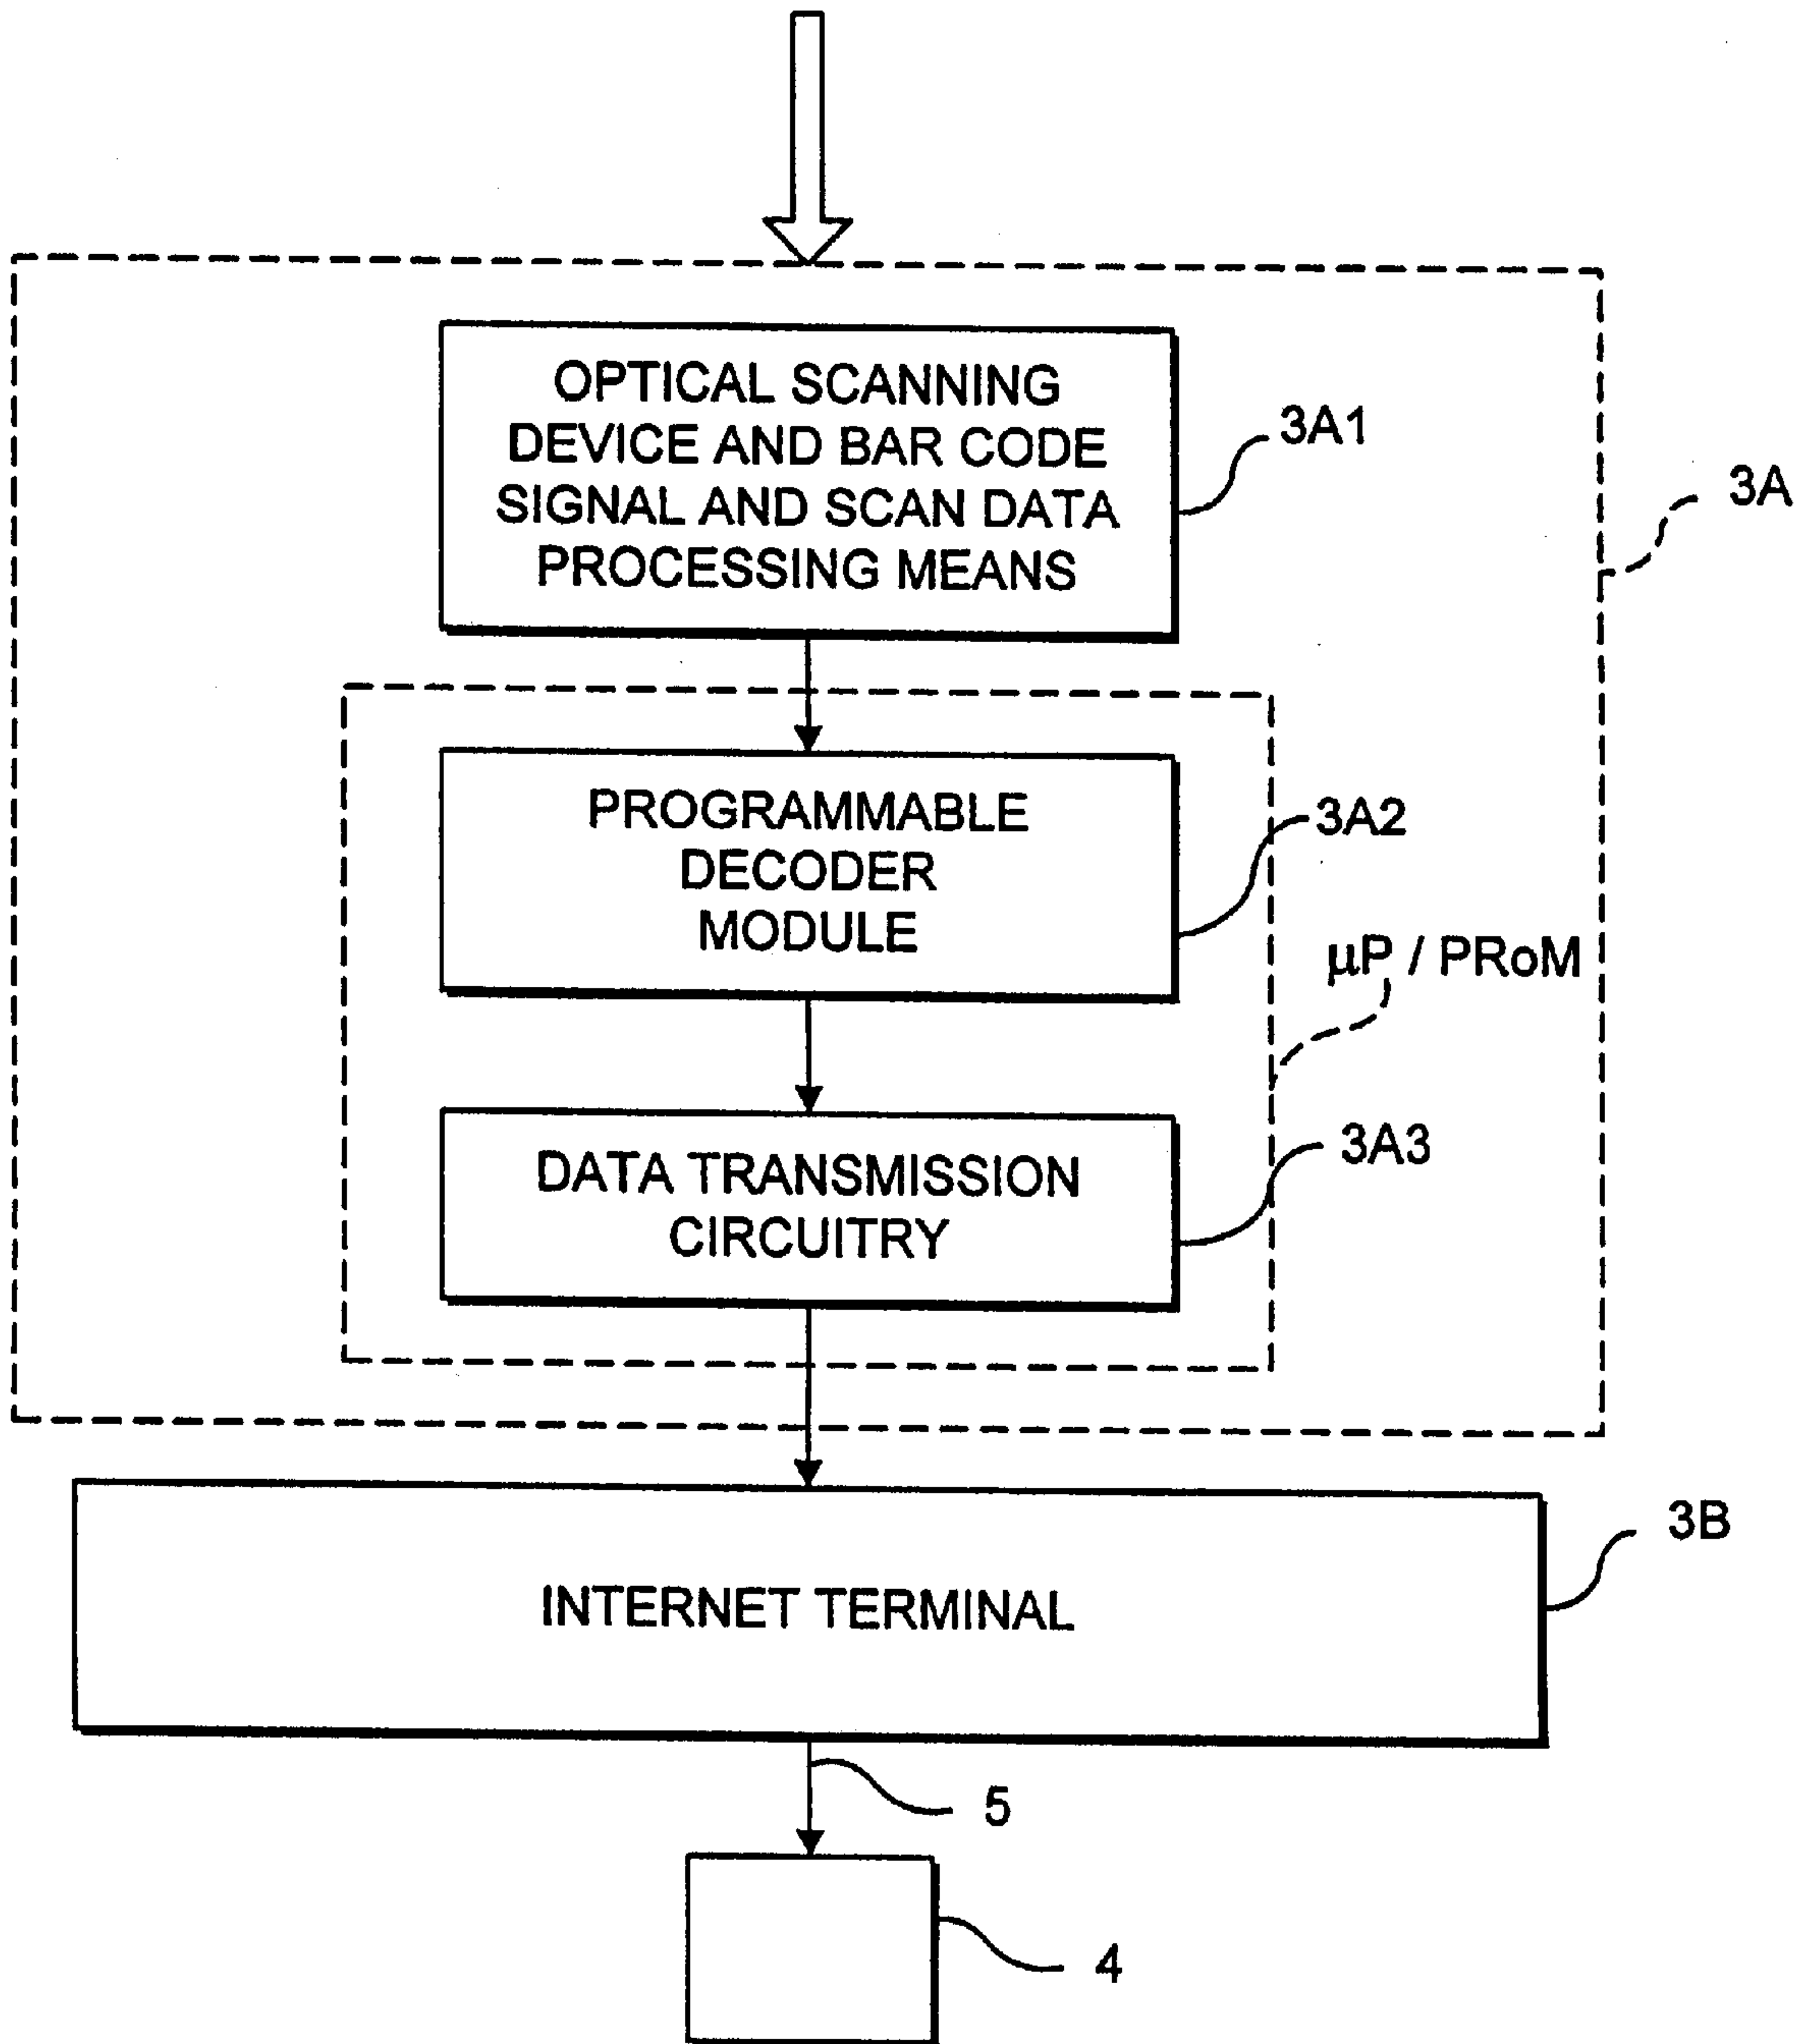 OPTICAL SCANNING
DEVICE AND BAR CODE
SIGNAL AND SCAN DATA
PROCESSING MEANS
3A1
3A
PROGRAMMABLE
DECODER
MODULE
3A2
µP / PRoM
DATA TRANSMISSION
CIRCUITRY
3A3
INTERNET TERMINAL
3B
5
4